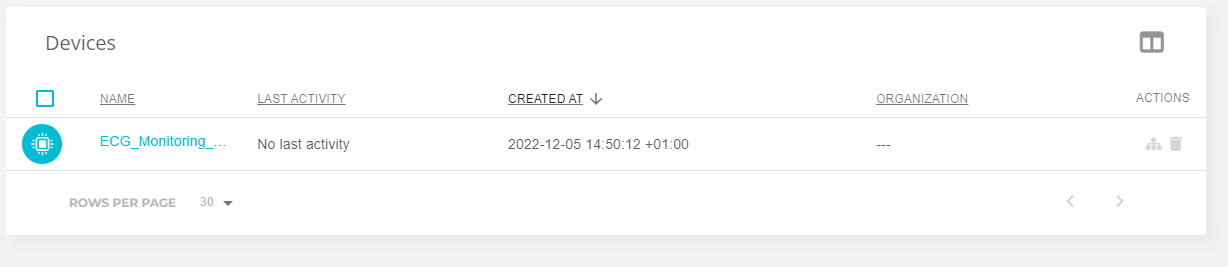 Devices
NAME LAST ACTIVITY CREATED AT ORGANIZATION ACTIONS
ECG_Monitoring_... No last activity 2022-12-05 14:50:12 +01:00 ---
ROWS PER PAGE 30